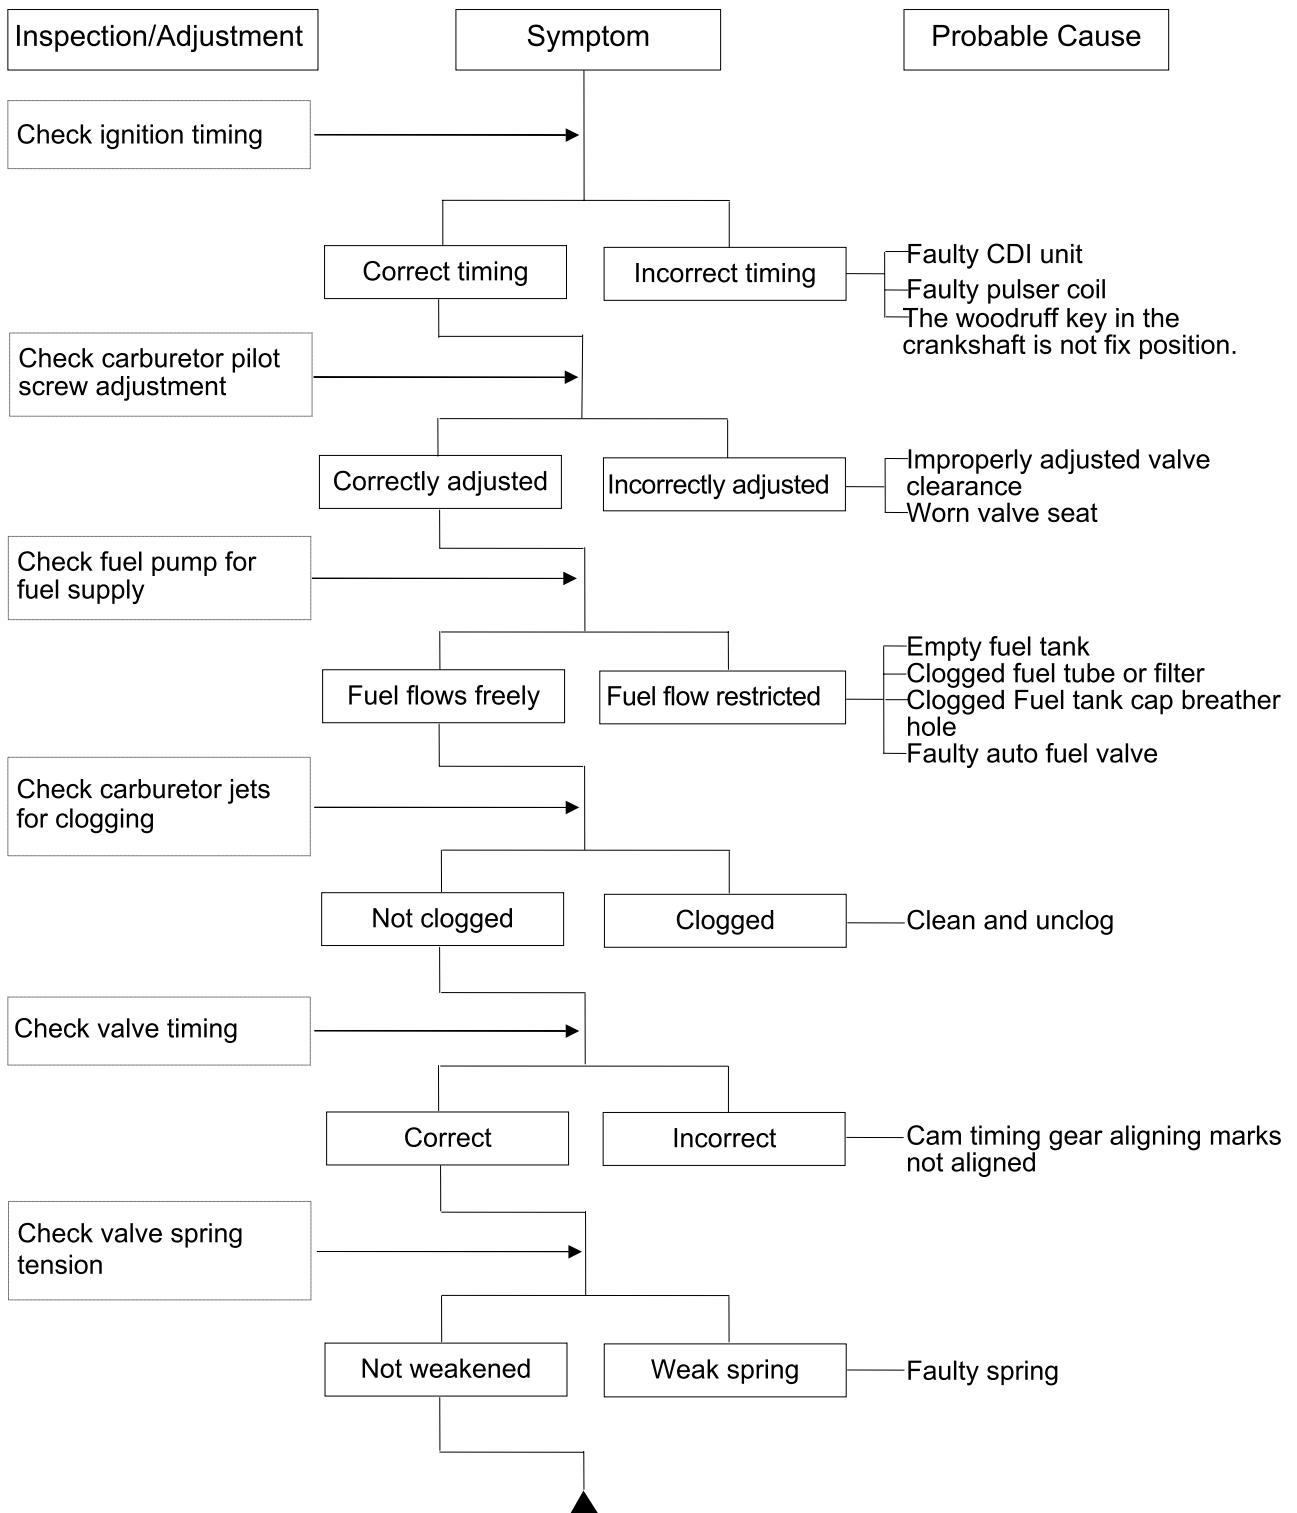 Inspection/Adjustment
Symptom
Probable Cause
Check ignition timing
Correct timing
Incorrect timing
Faulty CDI unit
Faulty pulser coil
The woodruff key in the
crankshaft is not fix position.
Check carburetor pilot
screw adjustment
Correctly adjusted
Incorrectly adjusted
Improperly adjusted valve
clearance
Worn valve seat
Check fuel pump for
fuel supply
Fuel flows freely
Fuel flow restricted
Empty fuel tank
Clogged fuel tube or filter
Clogged Fuel tank cap breather
hole
Faulty auto fuel valve
Check carburetor jets
for clogging
Not clogged
Clogged
Clean and unclog
Check valve timing
Correct
Incorrect
Cam timing gear aligning marks
not aligned
Check valve spring
tension
Not weakened
Weak spring
Faulty spring